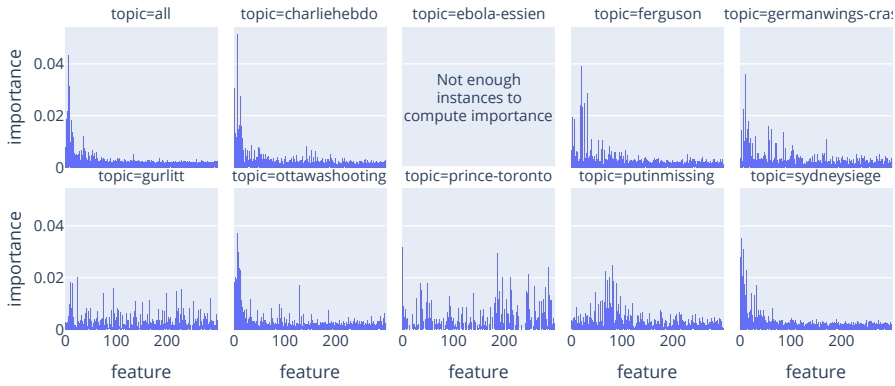 topic=all
topic=charliehebdo
topic=ebola-essien
topic=ferguson
topic=germanwings-cras
importance
0.04
0.02
0
Not enough
instances to
compute importance
topic=gurlitt
topic=ottawashooting
topic=prince-toronto
topic=putinmissing
topic=sydneysiege
importance
0.04
0.02
0
0 100 200
0 100 200
0 100 200
0 100 200
0 100 200
feature
feature
feature
feature
feature